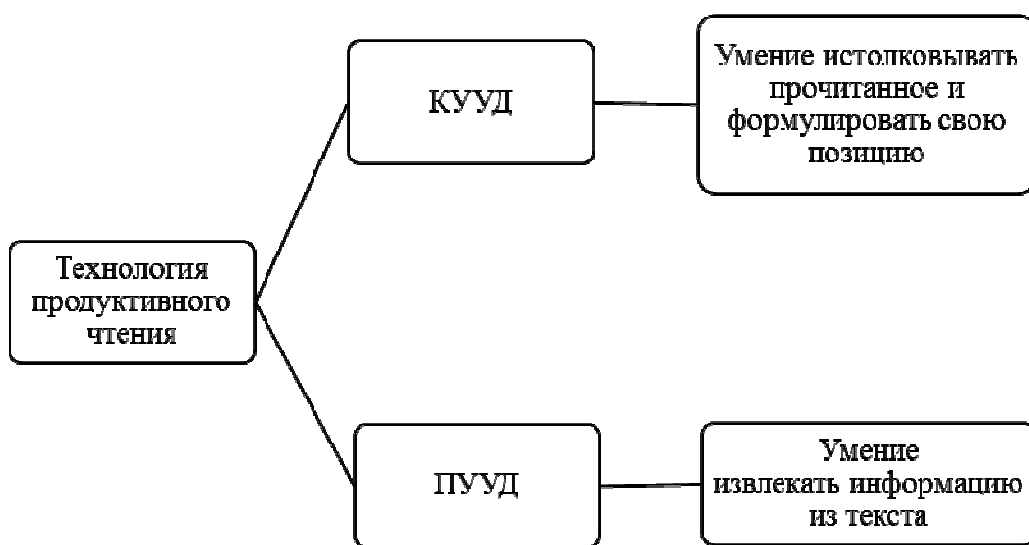 КУУД
Умение истолковывать
прочитанное и
формулировать свою
позицию
Технология
продуктивного
чтения
ПУУД
Умение
извлекать информацию
из текста